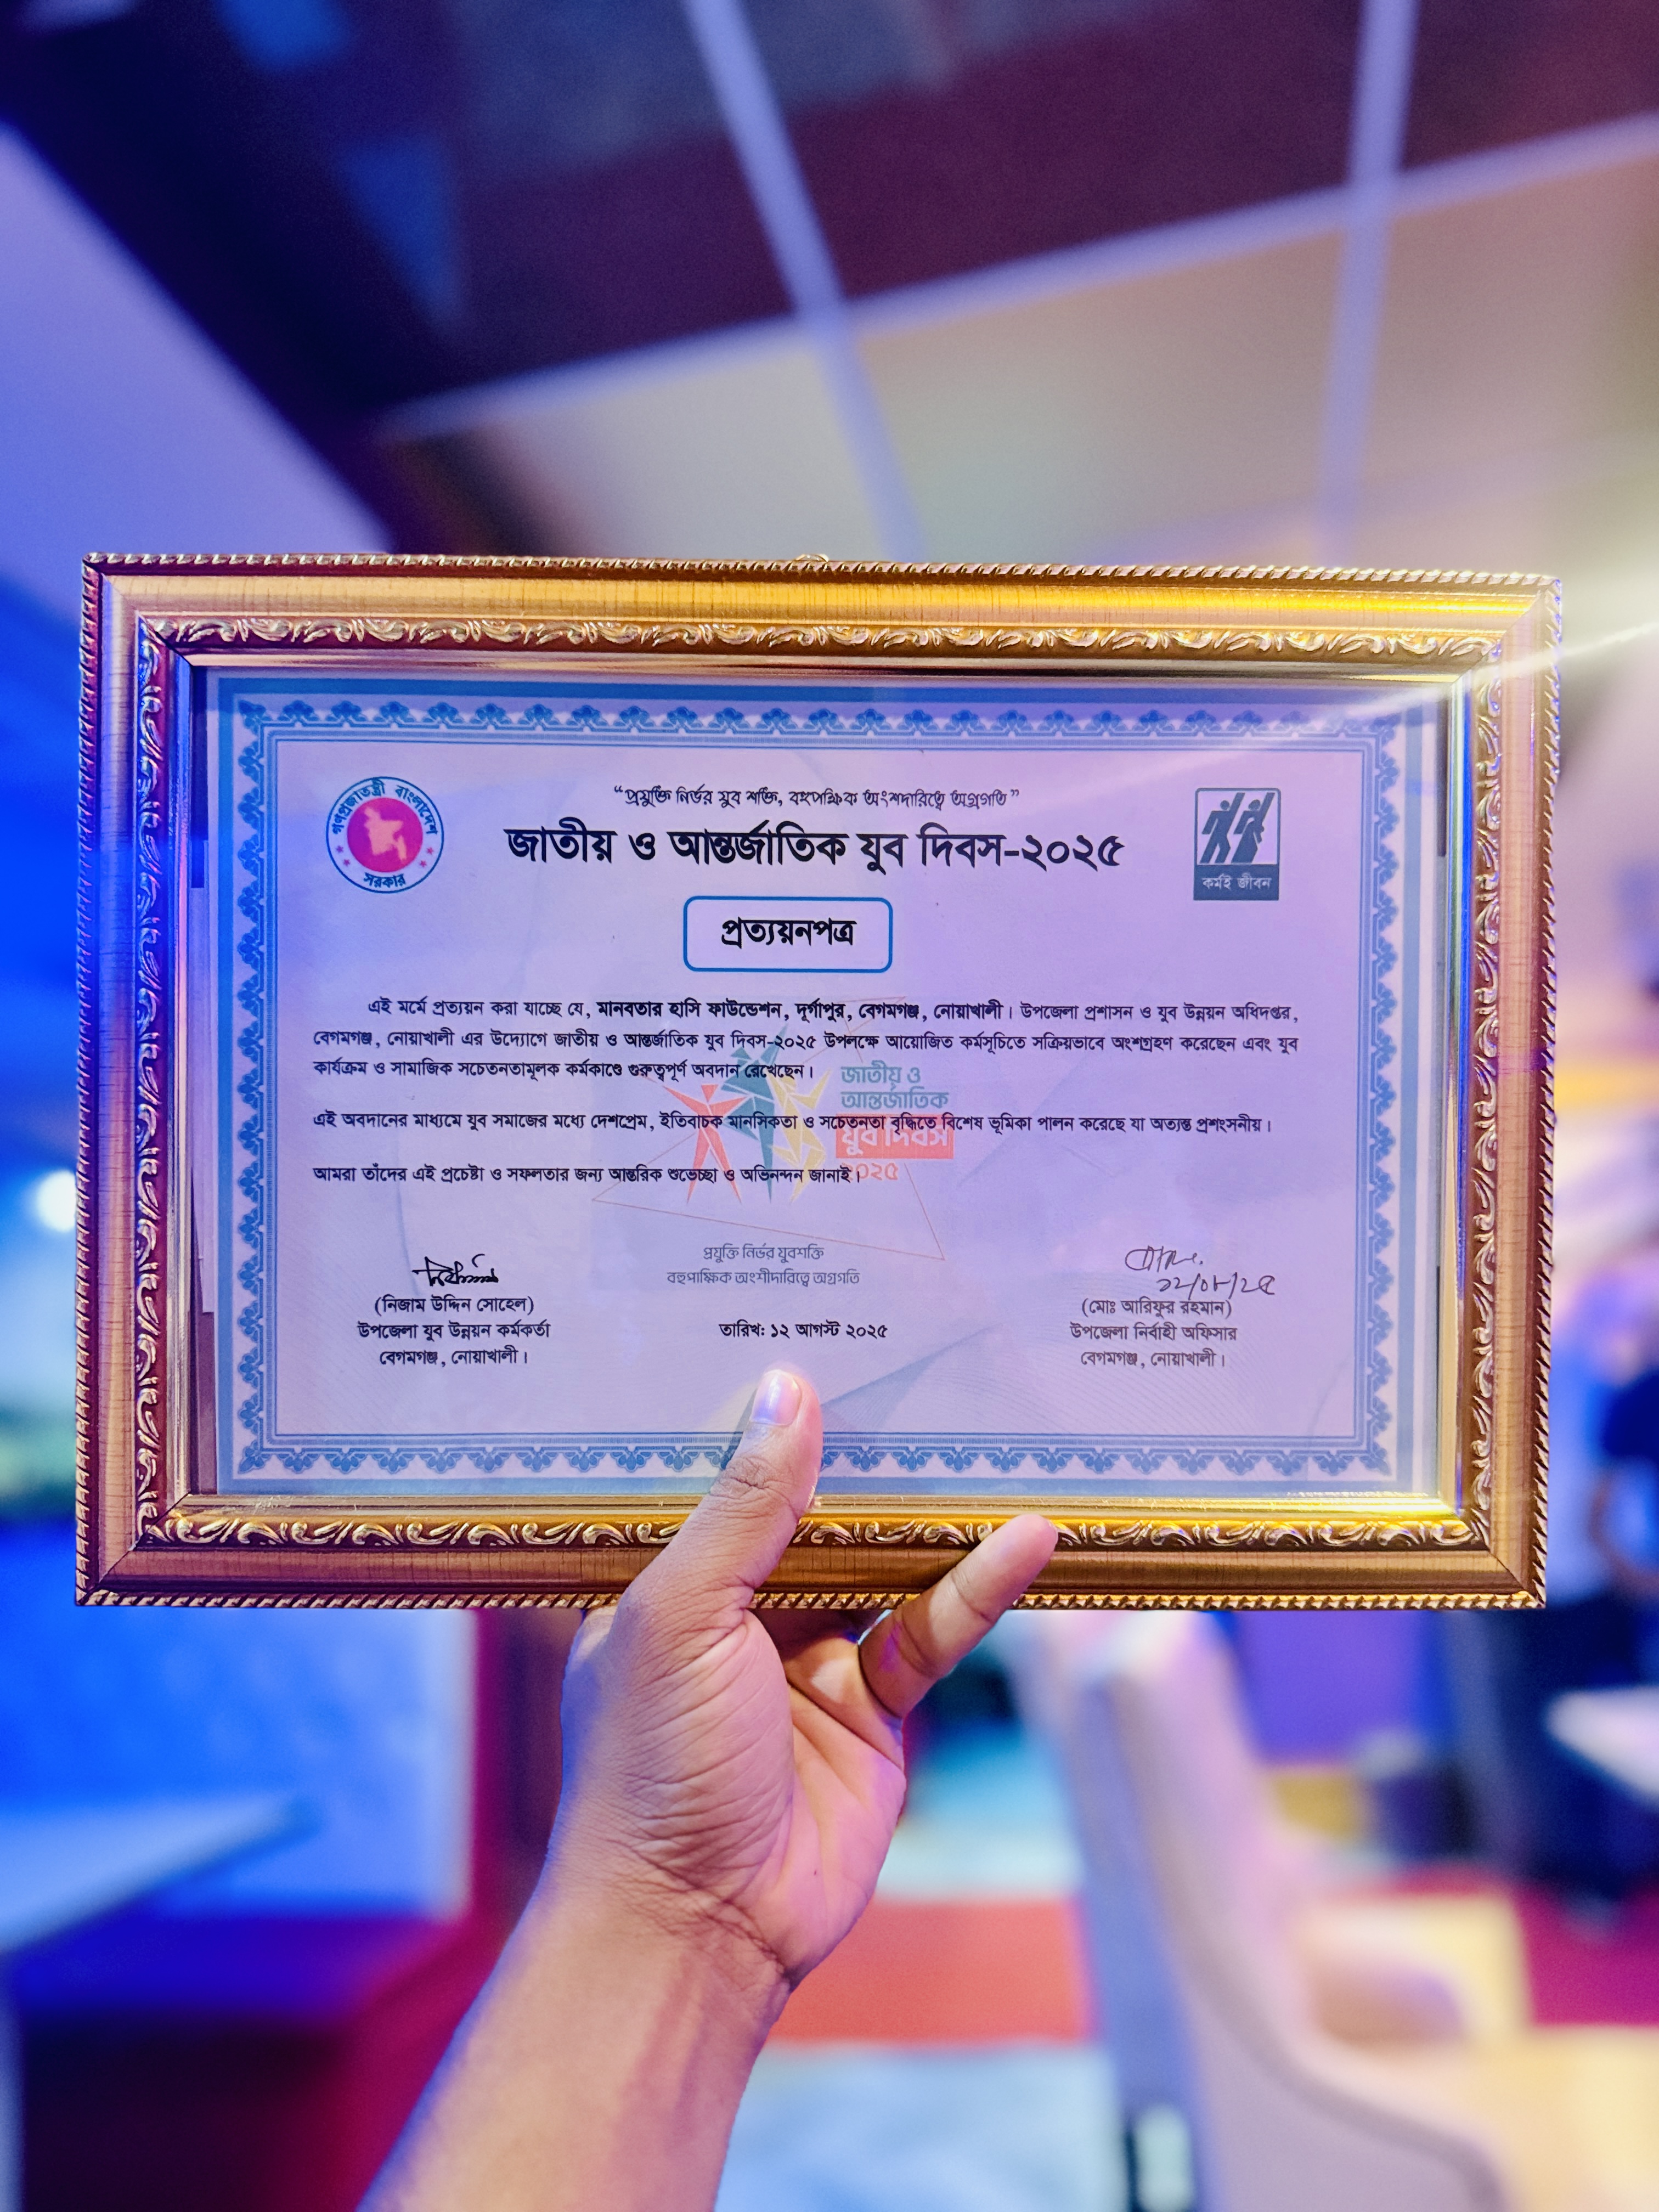 গণপ্রজাতন্ত্রী বাংলাদেশ
সরকার
“প্রযুক্তি নির্ভর যুব শক্তি, বহুপাক্ষিক অংশদারিত্বে অগ্রগতি”
জাতীয় ও আন্তর্জাতিক যুব দিবস-২০২৫
কর্মই জীবন
প্রত্যয়নপত্র
এই মর্মে প্রত্যয়ন করা যাচ্ছে যে, মানবতার হাসি ফাউন্ডেশন, দূর্গাপুর, বেগমগঞ্জ, নোয়াখালী। উপজেলা প্রশাসন ও যুব উন্নয়ন অধিদপ্তর,
বেগমগঞ্জ, নোয়াখালী এর উদ্যোগে জাতীয় ও আন্তর্জাতিক যুব দিবস-২০২৫ উপলক্ষে আয়োজিত কর্মসূচিতে সক্রিয়ভাবে অংশগ্রহণ করেছেন এবং যুব
কার্যক্রম ও সামাজিক সচেতনতামূলক কর্মকাণ্ডে গুরুত্বপূর্ণ অবদান রেখেছেন।
জাতীয় ও
আন্তর্জাতিক
যুব দিবস
২০২৫
এই অবদানের মাধ্যমে যুব সমাজের মধ্যে দেশপ্রেম, ইতিবাচক মানসিকতা ও সচেতনতা বৃদ্ধিতে বিশেষ ভূমিকা পালন করেছে যা অত্যন্ত প্রশংসনীয়।
আমরা তাঁদের এই প্রচেষ্টা ও সফলতার জন্য আন্তরিক শুভেচ্ছা ও অভিনন্দন জানাই।
প্রযুক্তি নির্ভর যুবশক্তি
বহুপাক্ষিক অংশীদারিত্বে অগ্রগতি
১২/০৮/২৫
(নিজাম উদ্দিন সোহেল)
উপজেলা যুব উন্নয়ন কর্মকর্তা
বেগমগঞ্জ, নোয়াখালী।
তারিখ: ১২ আগস্ট ২০২৫
(মোঃ আরিফুর রহমান)
উপজেলা নির্বাহী অফিসার
বেগমগঞ্জ, নোয়াখালী।